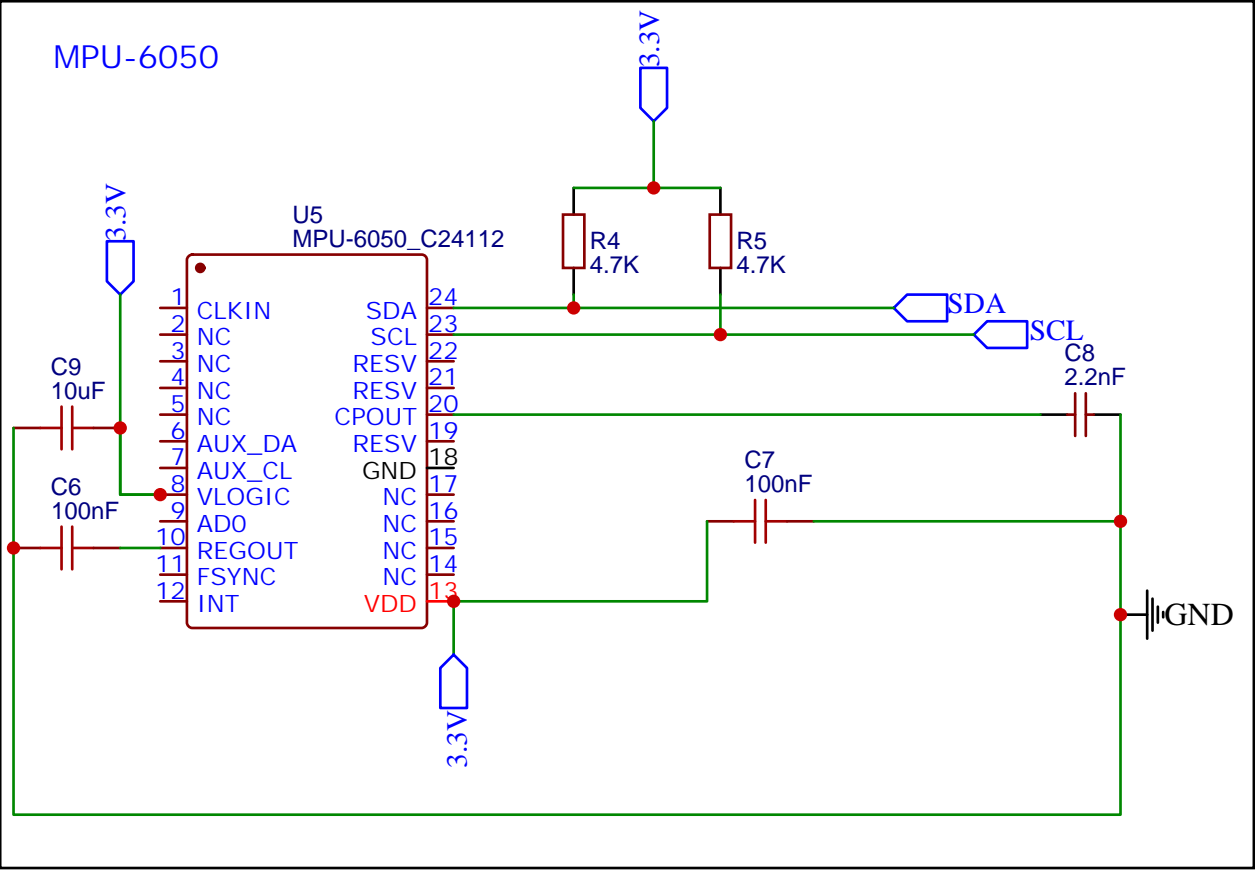 MPU-6050
3.3V
3.3V
U5
MPU-6050_C24112
R4
4.7K
R5
4.7K
1 CLKIN
2 NC
3 NC
4 NC
5 NC
6 AUX_DA
7 AUX_CL
8 VLOGIC
9 AD0
10 REGOUT
11 FSYNC
12 INT
SDA 24
SCL 23
RESV 22
RESV 21
CPOUT 20
RESV 19
GND 18
NC 17
NC 16
NC 15
NC 14
VDD 13
SDA
SCL
C8
2.2nF
C9
10uF
C6
100nF
C7
100nF
GND
3.3V